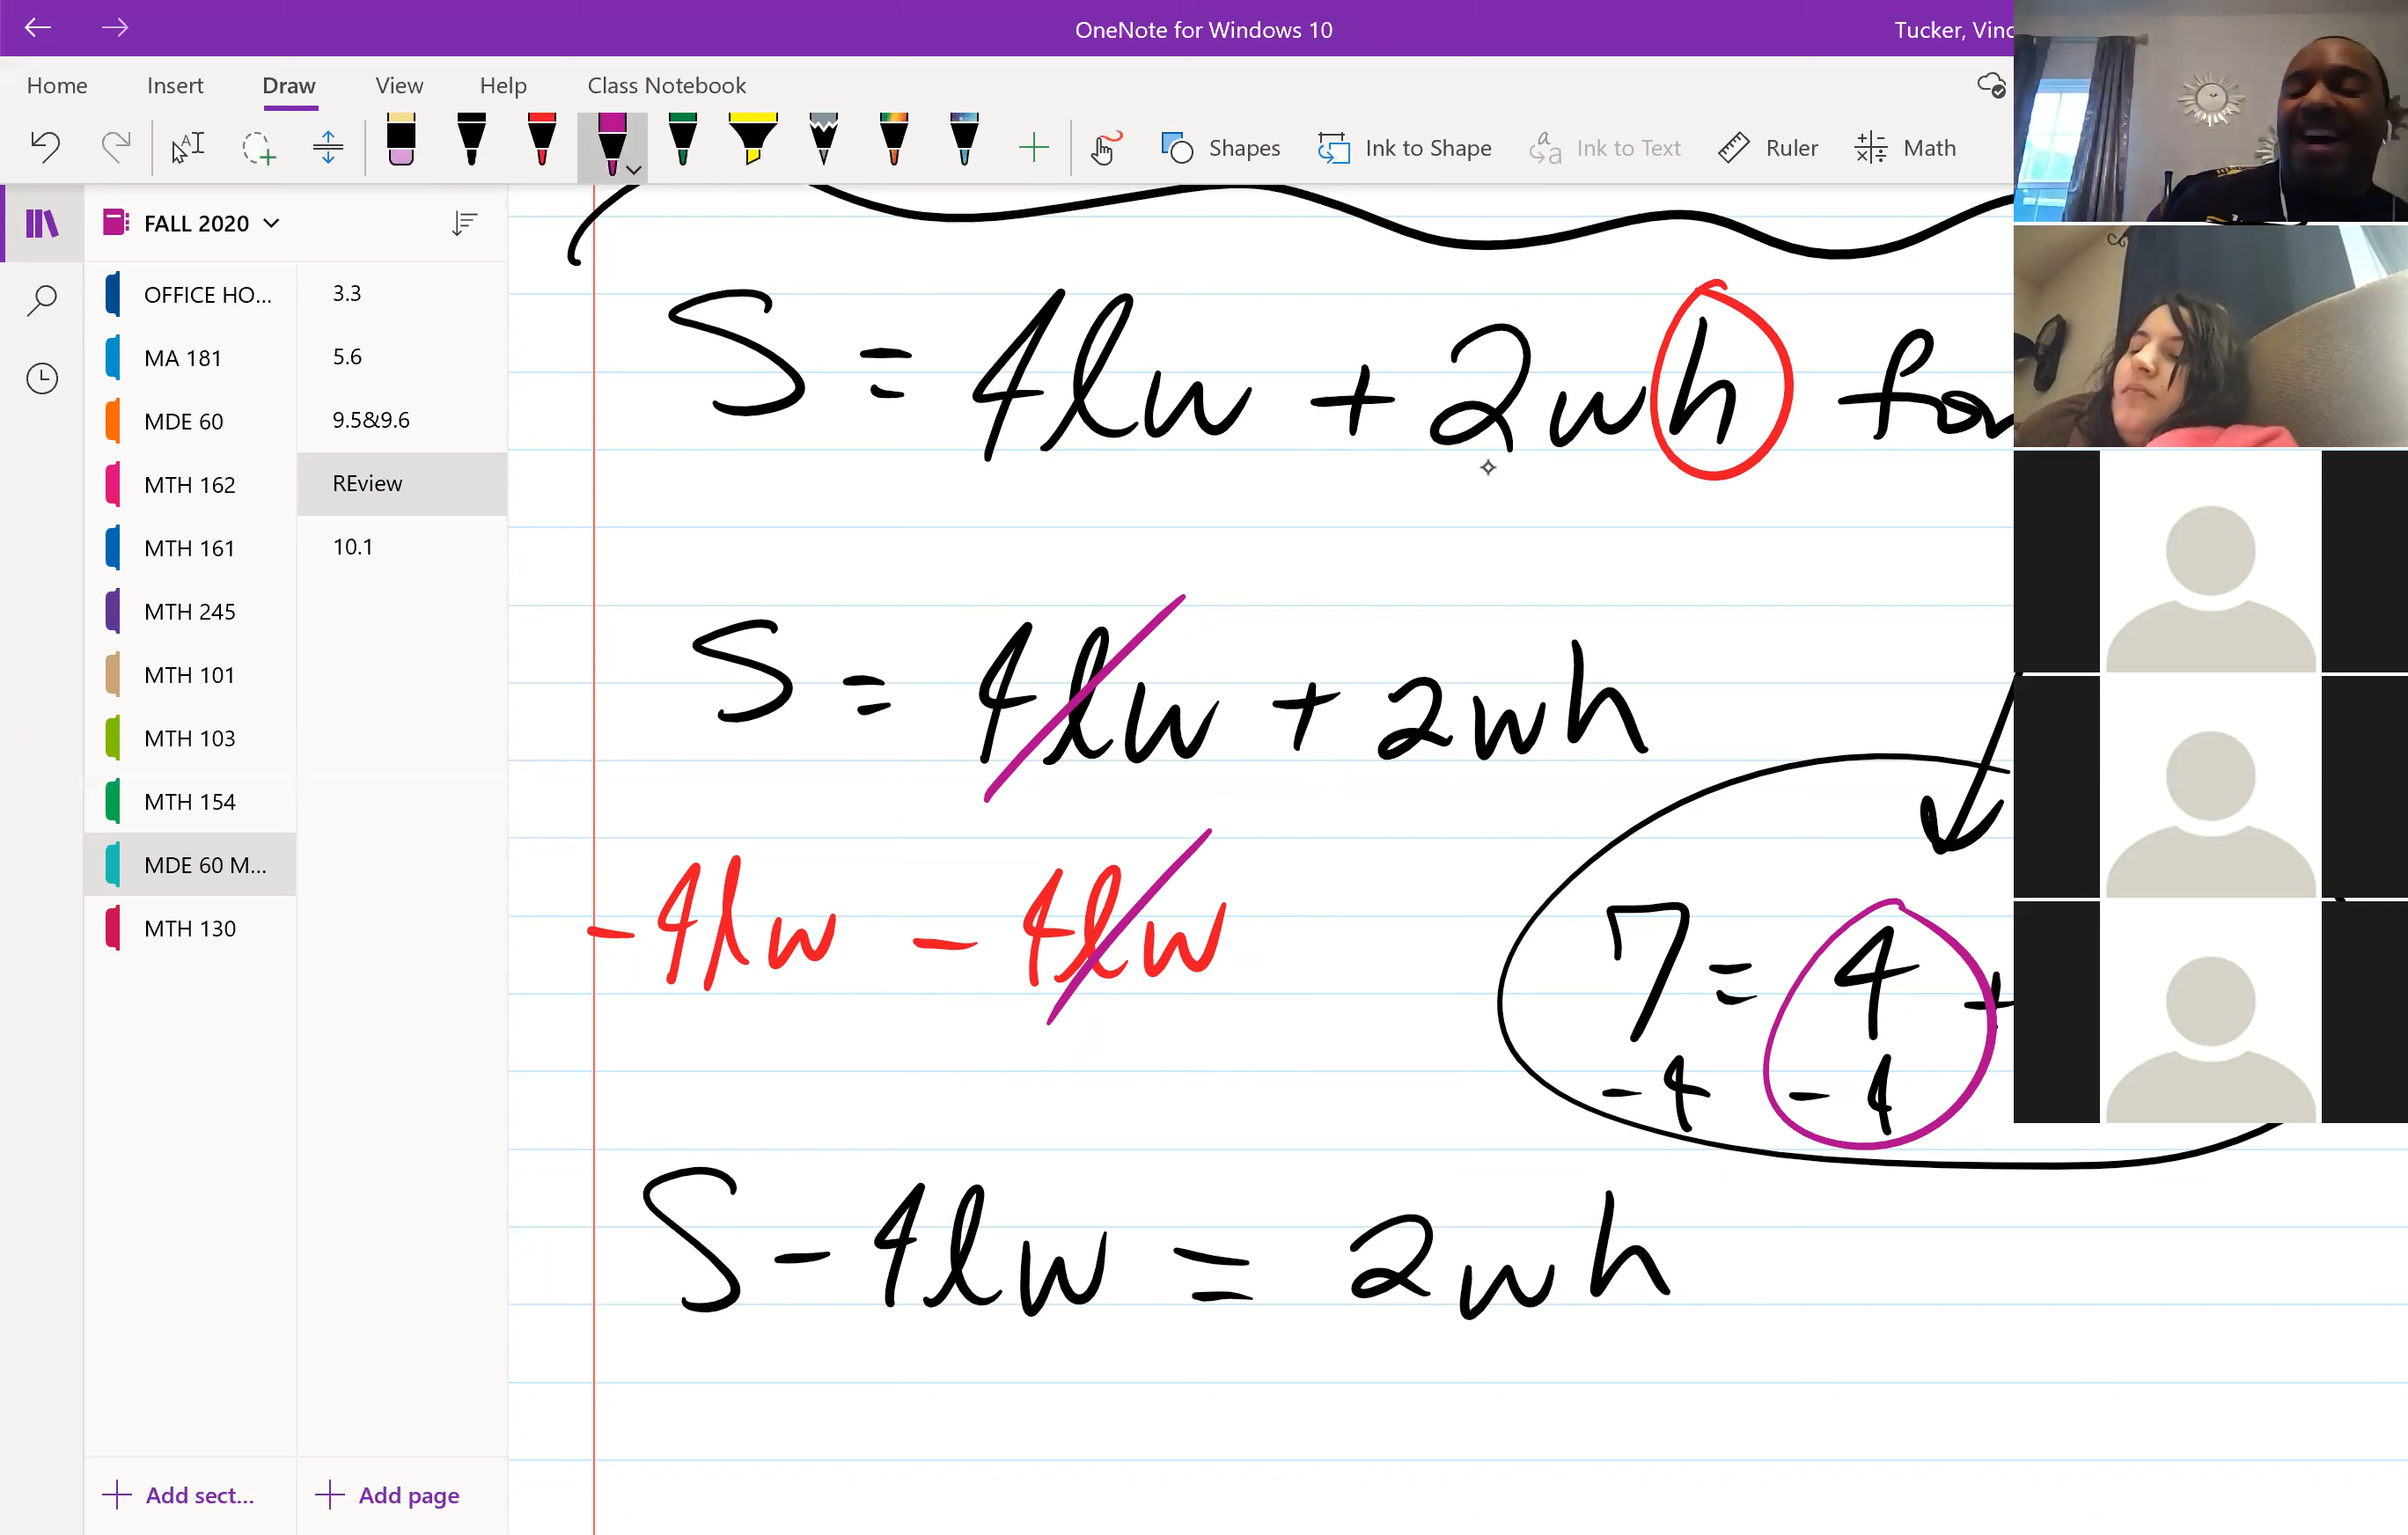 OneNote for Windows 10
Tucker, Vinc
Home Insert Draw View Help Class Notebook
Shapes Ink to Shape Ink to Text Ruler Math
FALL 2020
OFFICE HO...
MA 181
MDE 60
MTH 162
MTH 161
MTH 245
MTH 101
MTH 103
MTH 154
MDE 60 M...
MTH 130
Add sect...
3.3
5.6
9.5&9.6
REview
10.1
Add page
S = 4lw + 2wh for
S = 4lw + 2wh
-4lw - 4lw
7 = 4 +
-4 -4
S - 4lw = 2wh